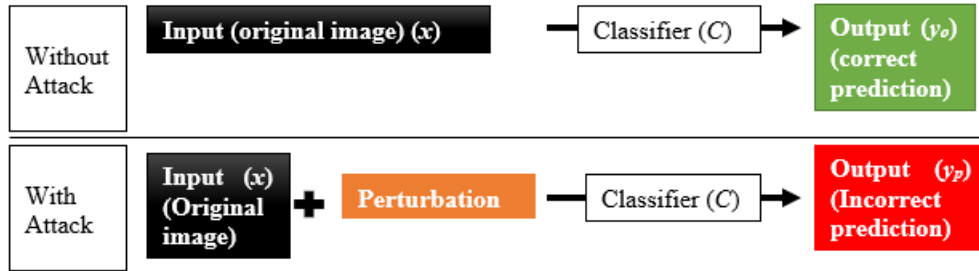 Without
Attack
Input (original image) (x)
Classifier (C)
Output (yₒ)
(correct
prediction)
With
Attack
Input (x)
(Original
image)
Perturbation
Classifier (C)
Output (yₚ)
(Incorrect
prediction)